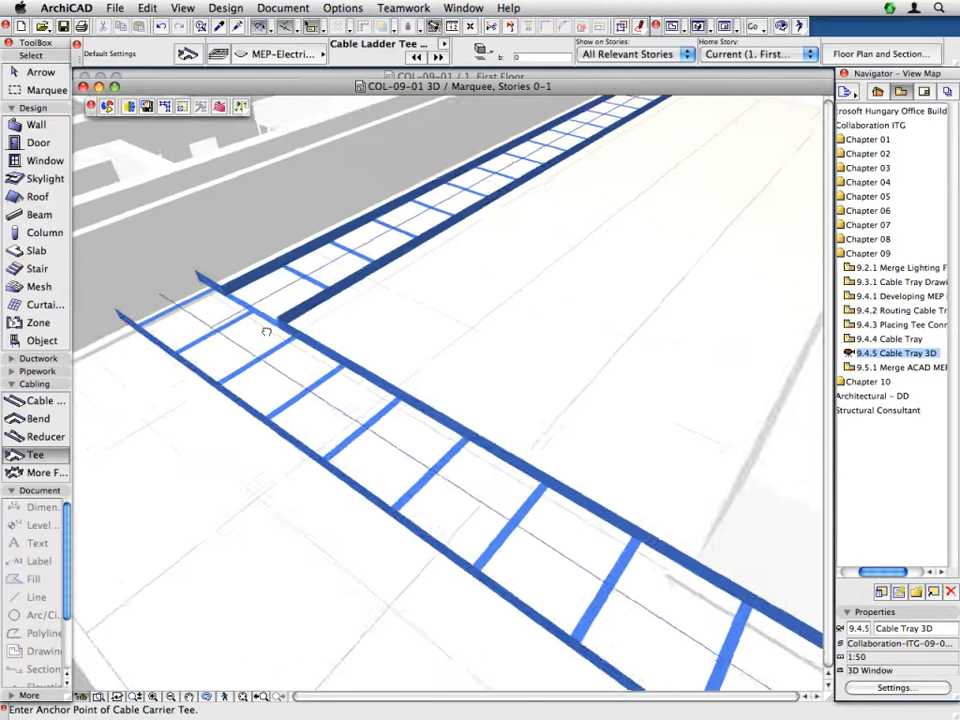 ArchiCAD File Edit View Design Document Options Teamwork Window Help
Go...
ToolBox
Select
Arrow
Marquee
Design
Wall
Door
Window
Skylight
Roof
Beam
Column
Slab
Stair
Mesh
Curtai...
Zone
Object
Ductwork
Pipework
Cabling
Cable ...
Bend
Reducer
Tee
More F...
Document
Dimen.
Level ..
Text
Label
Fill
Line
Arc/Ci.
Polyline
Drawing
Section
More
Default Settings
MEP-Electri...
Cable Ladder Tee ...
b: 0
Show on Stories:
All Relevant Stories
Home Story:
Current (1. First...
Floor Plan and Section...
COL-09-01 / 1. First Floor
COL-09-01 3D / Marquee, Stories 0-1
Navigator - View Map
rosoft Hungary Office Build
Collaboration ITG
Chapter 01
Chapter 02
Chapter 03
Chapter 04
Chapter 05
Chapter 06
Chapter 07
Chapter 08
Chapter 09
9.2.1 Merge Lighting F
9.3.1 Cable Tray Drawi
9.4.1 Developing MEP
9.4.2 Routing Cable Tr
9.4.3 Placing Tee Conn
9.4.4 Cable Tray
9.4.5 Cable Tray 3D
9.5.1 Merge ACAD MEP
Chapter 10
Architectural - DD
Structural Consultant
Properties
9.4.5 Cable Tray 3D
Collaboration-ITG-09-0...
1:50
3D Window
Settings...
Enter Anchor Point of Cable Carrier Tee.